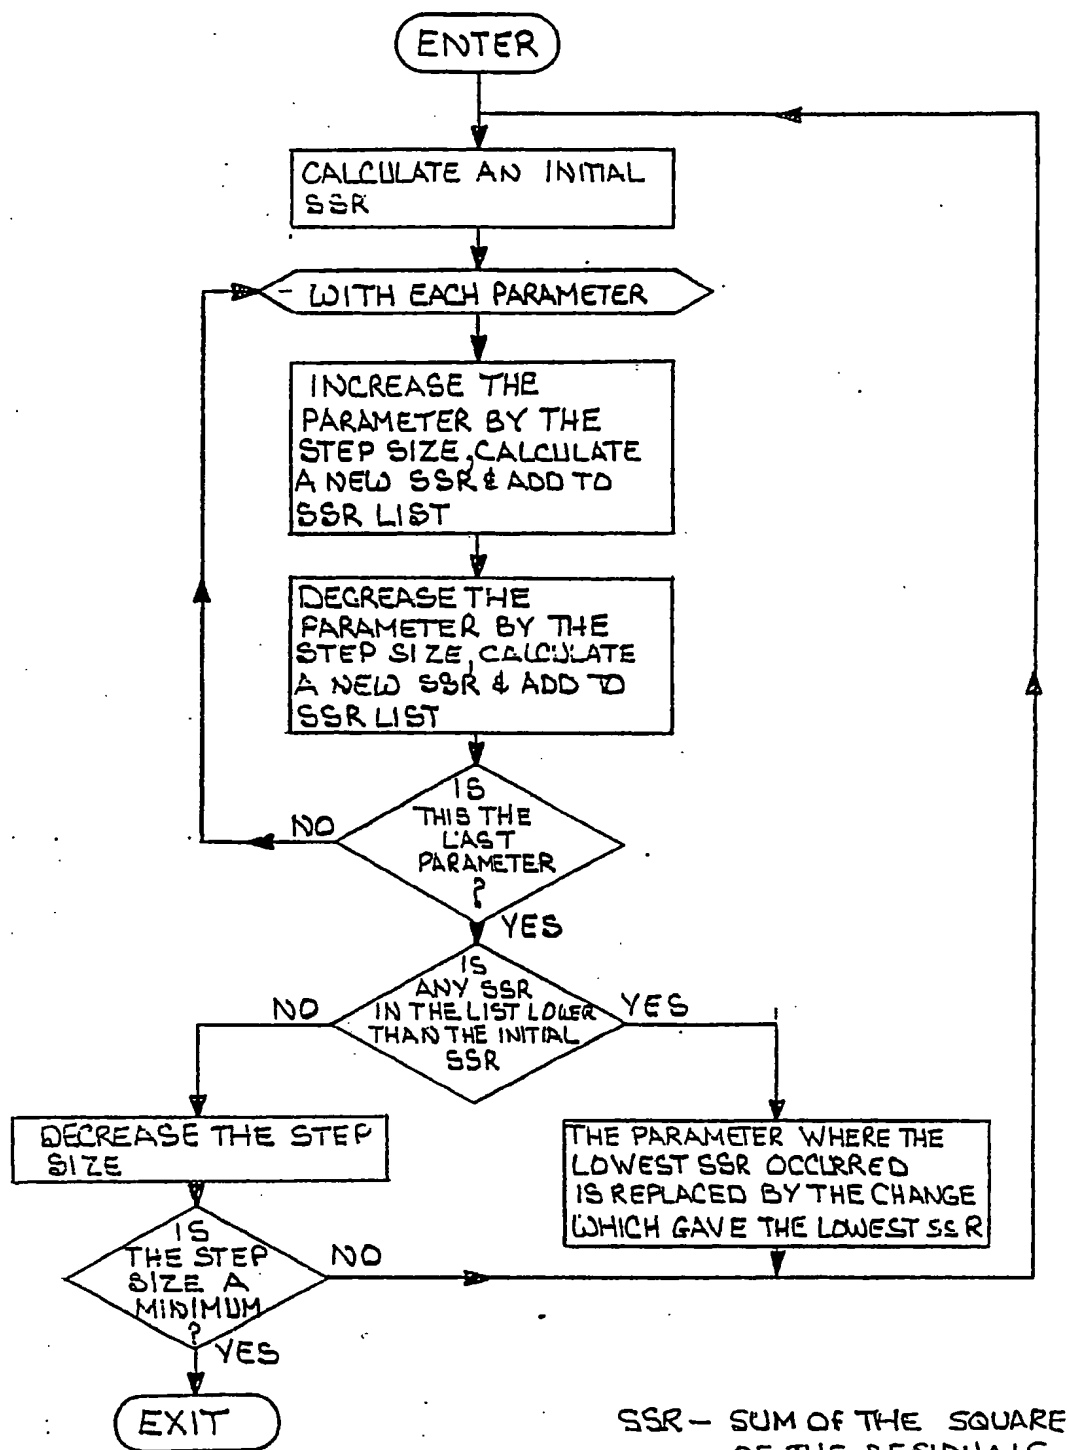 ENTER
CALCULATE AN INITIAL
SSR
- WITH EACH PARAMETER
INCREASE THE
PARAMETER BY THE
STEP SIZE, CALCULATE
A NEW SSR & ADD TO
SSR LIST
DECREASE THE
PARAMETER BY THE
STEP SIZE, CALCULATE
A NEW SSR & ADD TO
SSR LIST
IS
THIS THE
LAST
PARAMETER
?
NO
YES
IS
ANY SSR
IN THE LIST LOWER
THAN THE INITIAL
SSR
NO
YES
DECREASE THE STEP
SIZE
THE PARAMETER WHERE THE
LOWEST SSR OCCURRED
IS REPLACED BY THE CHANGE
WHICH GAVE THE LOWEST SSR
IS
THE STEP
SIZE A
MINIMUM
?
NO
YES
EXIT
SSR - SUM OF THE SQUARE
OF THE RESIDUALS